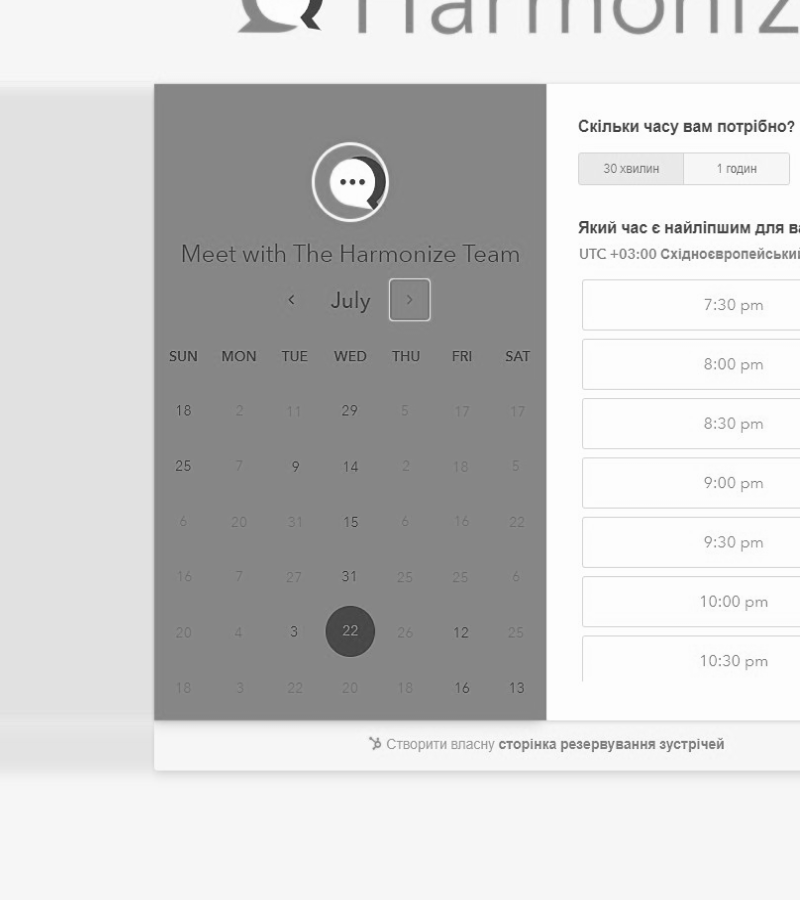 Harmoniz
Скільки часу вам потрібно?
30 хвилин 1 годин
Який час є найліпшим для ва
UTC +03:00 Східноєвропейський
Meet with The Harmonize Team
July
SUN MON TUE WED THU FRI SAT
18 2 11 29 5 17 17
25 7 9 14 2 18 5
6 20 31 15 6 16 22
16 7 27 31 25 25 6
20 4 3 22 26 12 25
18 3 22 20 18 16 13
7:30 pm
8:00 pm
8:30 pm
9:00 pm
9:30 pm
10:00 pm
10:30 pm
Створити власну сторінка резервування зустрічей